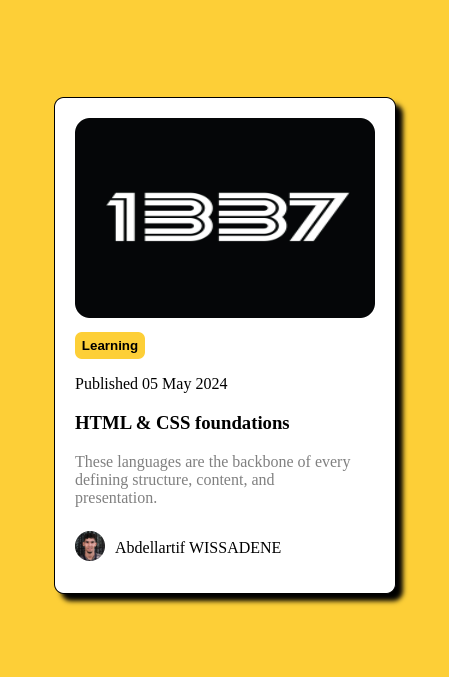 1337
Learning
Published 05 May 2024
HTML & CSS foundations
These languages are the backbone of every
defining structure, content, and
presentation.
Abdellartif WISSADENE